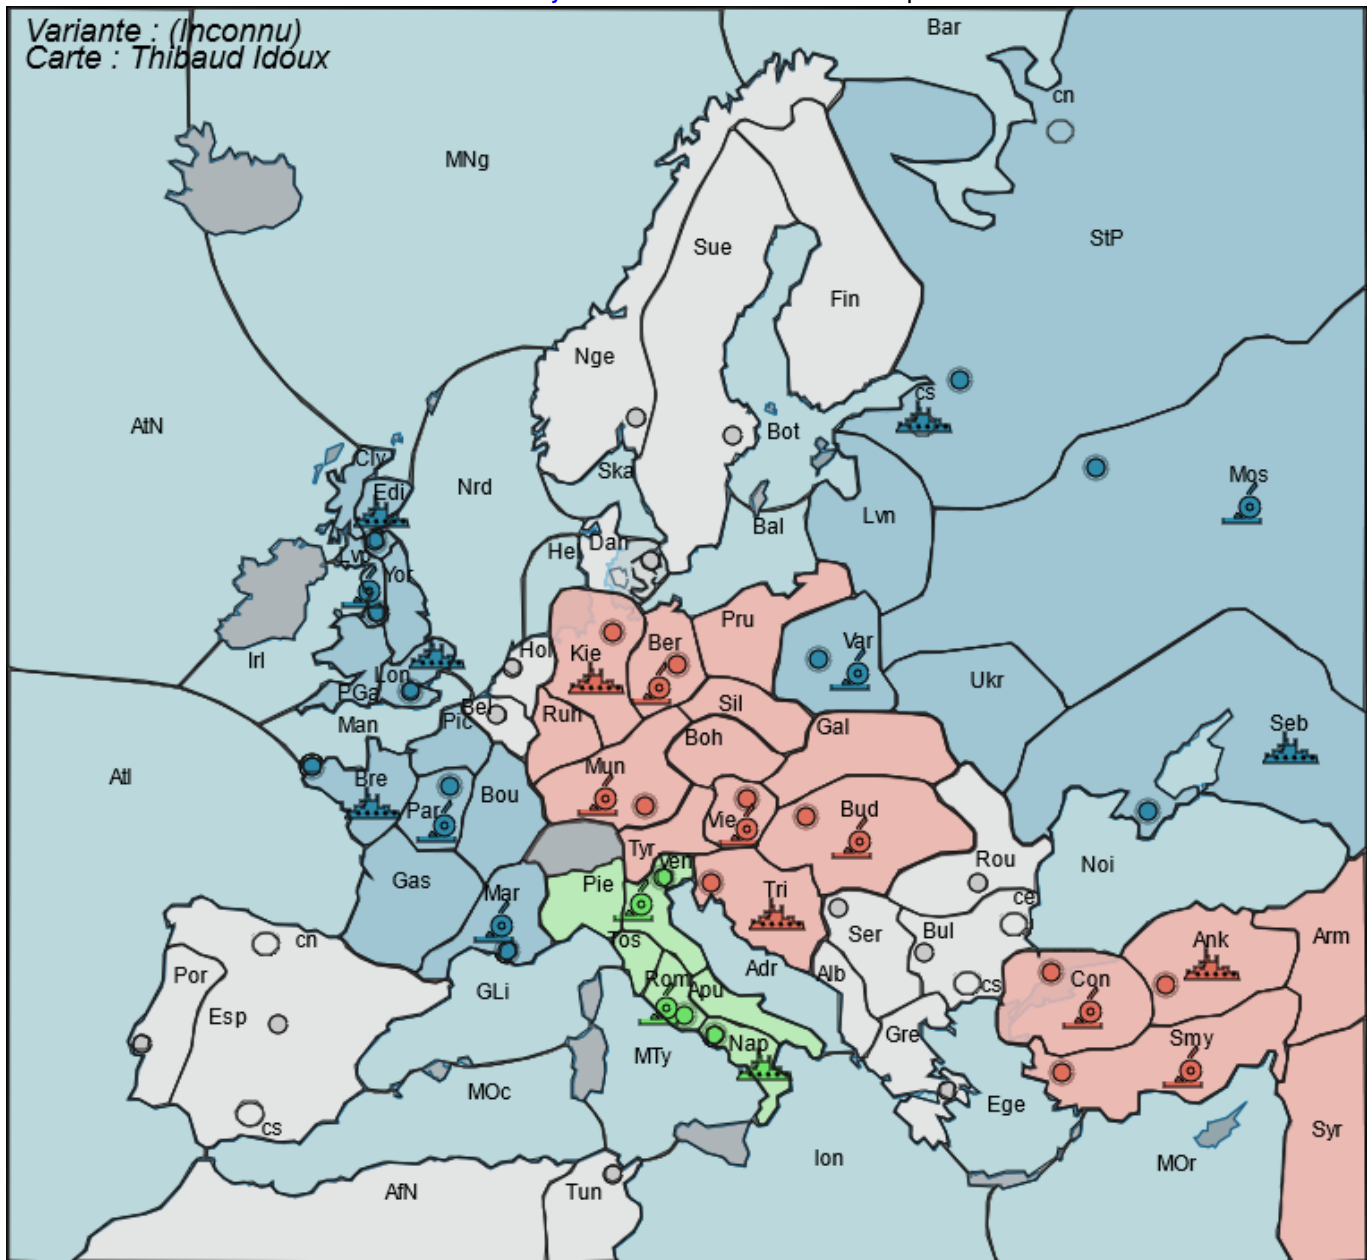 Variante : (Inconnu)
Carte : Thibaud Idoux
Bar
cn
MNg
StP
Sue
Fin
Nge
cs
AtN
Bot
Cly
Ska
Mos
Nrd
Edi
Lvn
Bal
Hel
Dan
Lvp
Yor
Pru
Var
Hol
Kie
Ber
Irl
Lon
Ukr
PGa
Bel
Sil
Man
Pic
Ruh
Boh
Gal
Seb
Atl
Bre
Mun
Bou
Par
Vie
Bud
Tyr
Ven
Rou
Noi
Gas
Pie
Mar
Tri
ce
cn
Tos
Ser
Bul
Ank
Arm
Por
GLi
Rom
Adr
Alb
Con
Esp
Apu
cs
MTy
Nap
Gre
Smy
MOc
Ege
cs
Ion
Syr
AfN
Tun
MOr